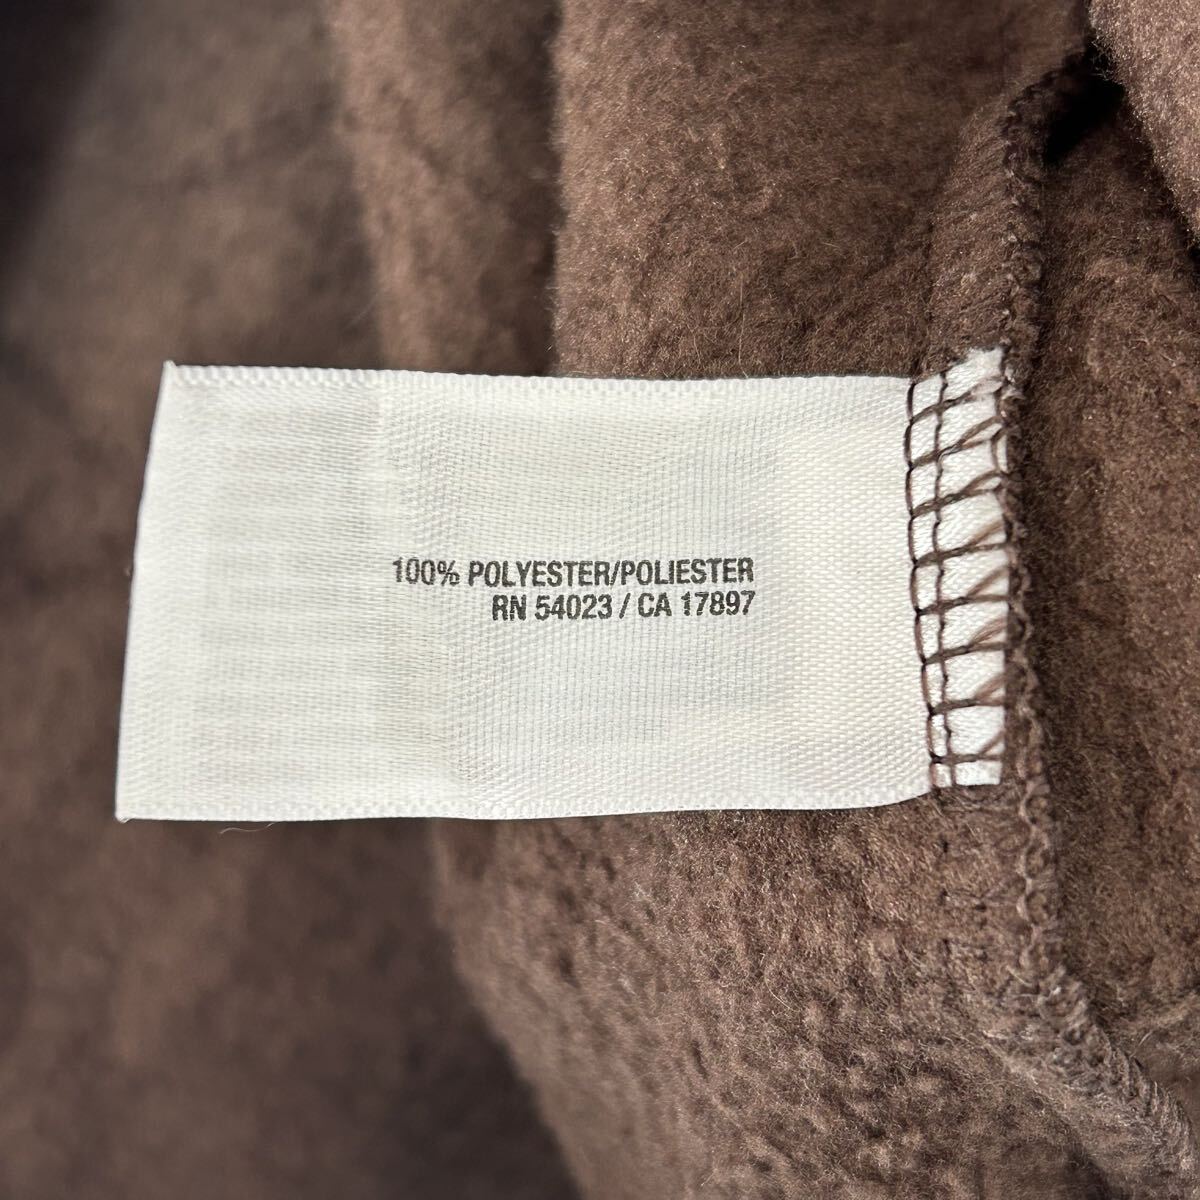 100% POLYESTER/POLIESTER
RN 54023 / CA 17897